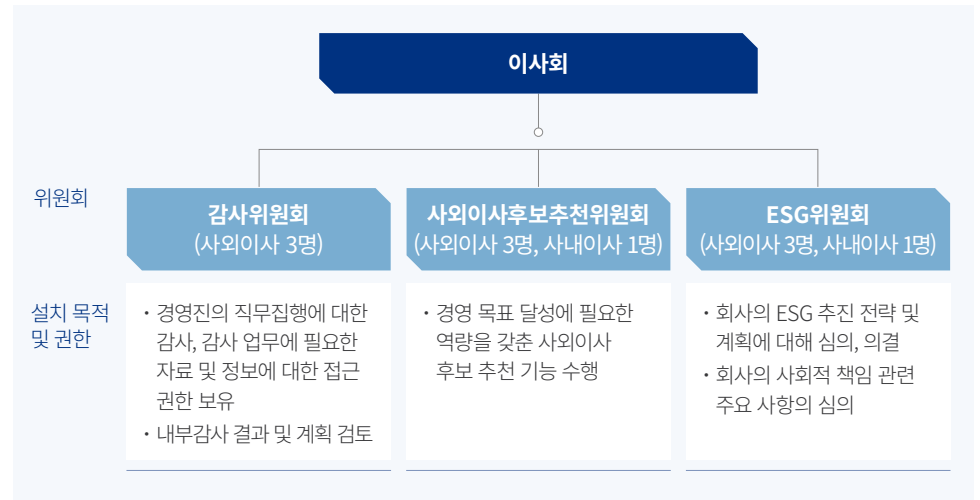 이사회
위원회
감사위원회
(사외이사 3명)
사외이사후보추천위원회
(사외이사 3명, 사내이사 1명)
ESG위원회
(사외이사 3명, 사내이사 1명)
설치 목적
및 권한
· 경영진의 직무집행에 대한
감사, 감사 업무에 필요한
자료 및 정보에 대한 접근
권한 보유
· 내부감사 결과 및 계획 검토
· 경영 목표 달성에 필요한
역량을 갖춘 사외이사
후보 추천 기능 수행
· 회사의 ESG 추진 전략 및
계획에 대해 심의, 의결
· 회사의 사회적 책임 관련
주요 사항의 심의